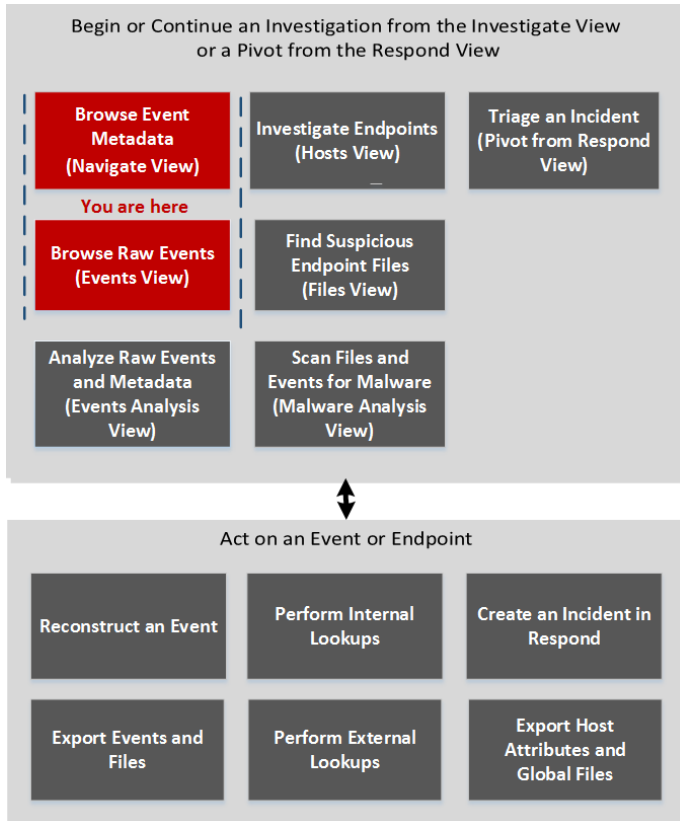 Begin or Continue an Investigation from the Investigate View
or a Pivot from the Respond View
Browse Event
Metadata
(Navigate View)
Investigate Endpoints
(Hosts View)
Triage an Incident
(Pivot from Respond
View)
You are here
Browse Raw Events
(Events View)
Find Suspicious
Endpoint Files
(Files View)
Analyze Raw Events
and Metadata
(Events Analysis
View)
Scan Files and
Events for Malware
(Malware Analysis
View)
Act on an Event or Endpoint
Reconstruct an Event
Perform Internal
Lookups
Create an Incident in
Respond
Export Events and
Files
Perform External
Lookups
Export Host
Attributes and
Global Files